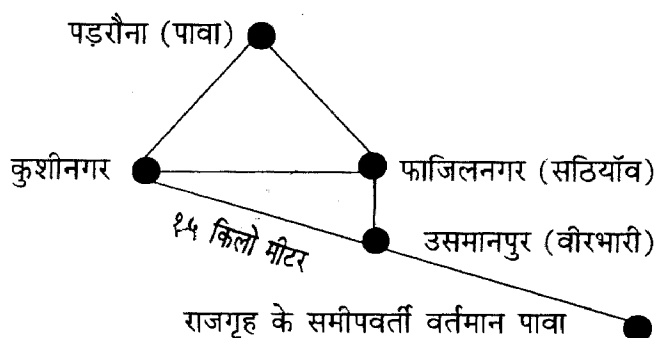 पड़रौना (पावा)
कुशीनगर
फाजिलनगर (सठियॉव)
१५ किलो मीटर
उसमानपुर (वीरभारी)
राजगृह के समीपवर्ती वर्तमान पावा